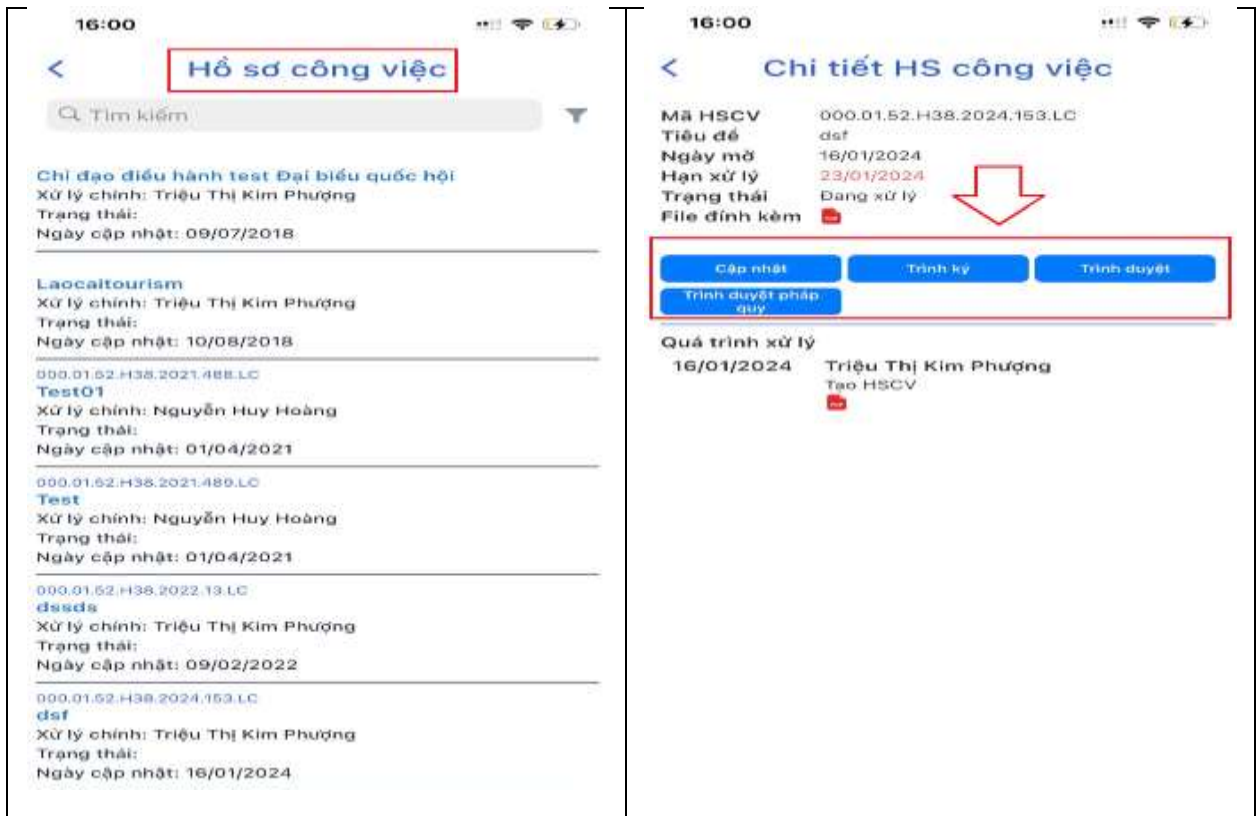 16:00
Hồ sơ công việc
Tìm kiếm
Chỉ đạo điều hành test Đại biểu quốc hội
Xử lý chính: Triệu Thị Kim Phượng
Trạng thái:
Ngày cập nhật: 09/07/2018
Laocaitourism
Xử lý chính: Triệu Thị Kim Phượng
Trạng thái:
Ngày cập nhật: 10/08/2018
000.01.52.H38.2021.488.LC
Test01
Xử lý chính: Nguyễn Huy Hoàng
Trạng thái:
Ngày cập nhật: 01/04/2021
000.01.52.H38.2021.489.LC
Test
Xử lý chính: Nguyễn Huy Hoàng
Trạng thái:
Ngày cập nhật: 01/04/2021
000.01.52.H38.2022.13.LC
dssds
Xử lý chính: Triệu Thị Kim Phượng
Trạng thái:
Ngày cập nhật: 09/02/2022
000.01.52.H38.2024.153.LC
dsf
Xử lý chính: Triệu Thị Kim Phượng
Trạng thái:
Ngày cập nhật: 16/01/2024
16:00
Chi tiết HS công việc
Mã HSCV 000.01.52.H38.2024.153.LC
Tiêu đề dsf
Ngày mở 16/01/2024
Hạn xử lý 23/01/2024
Trạng thái Đang xử lý
File đính kèm
Cập nhật Trình ký Trình duyệt
Trình duyệt pháp
quy
Quá trình xử lý
16/01/2024 Triệu Thị Kim Phượng
Tạo HSCV